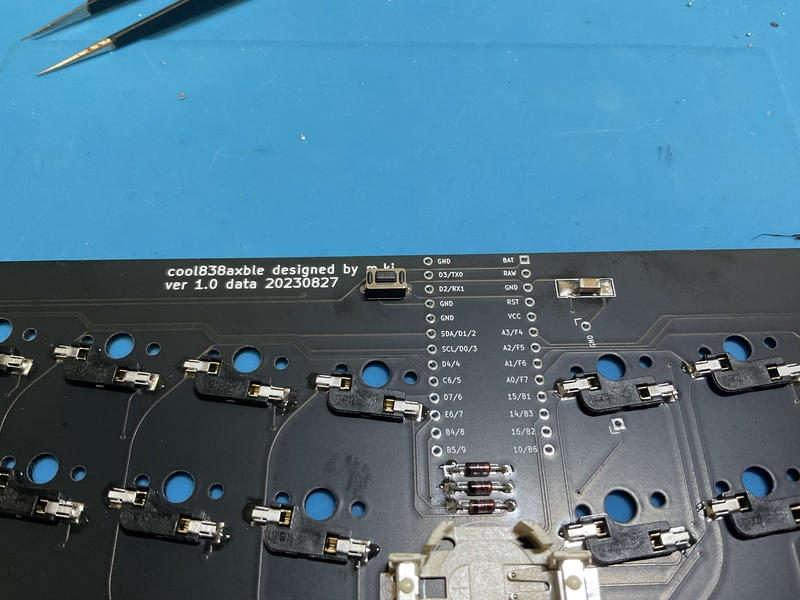 cool838axble designed by m ki
ver 1.0 data 20230827
GND
D3/TX0
D2/RX1
GND
GND
SDA/D1/2
SCL/D0/3
D4/4
C6/5
D7/6
E6/7
B4/8
B5/9
BAT
RAW
GND
RST
VCC
A3/F4
A2/F5
A1/F6
A0/F7
15/B1
14/B3
16/B2
10/B6
GND